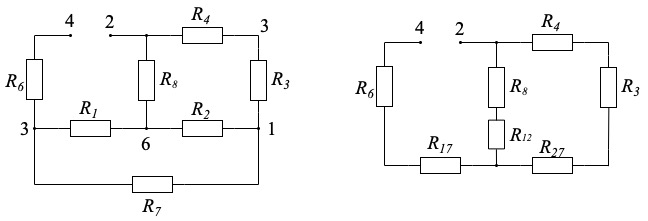 4 2 R4 3
R6 R8 R3
3 R1 6 R2 1
R7
4 2 R4
R6 R8 R3
R12
R17 R27